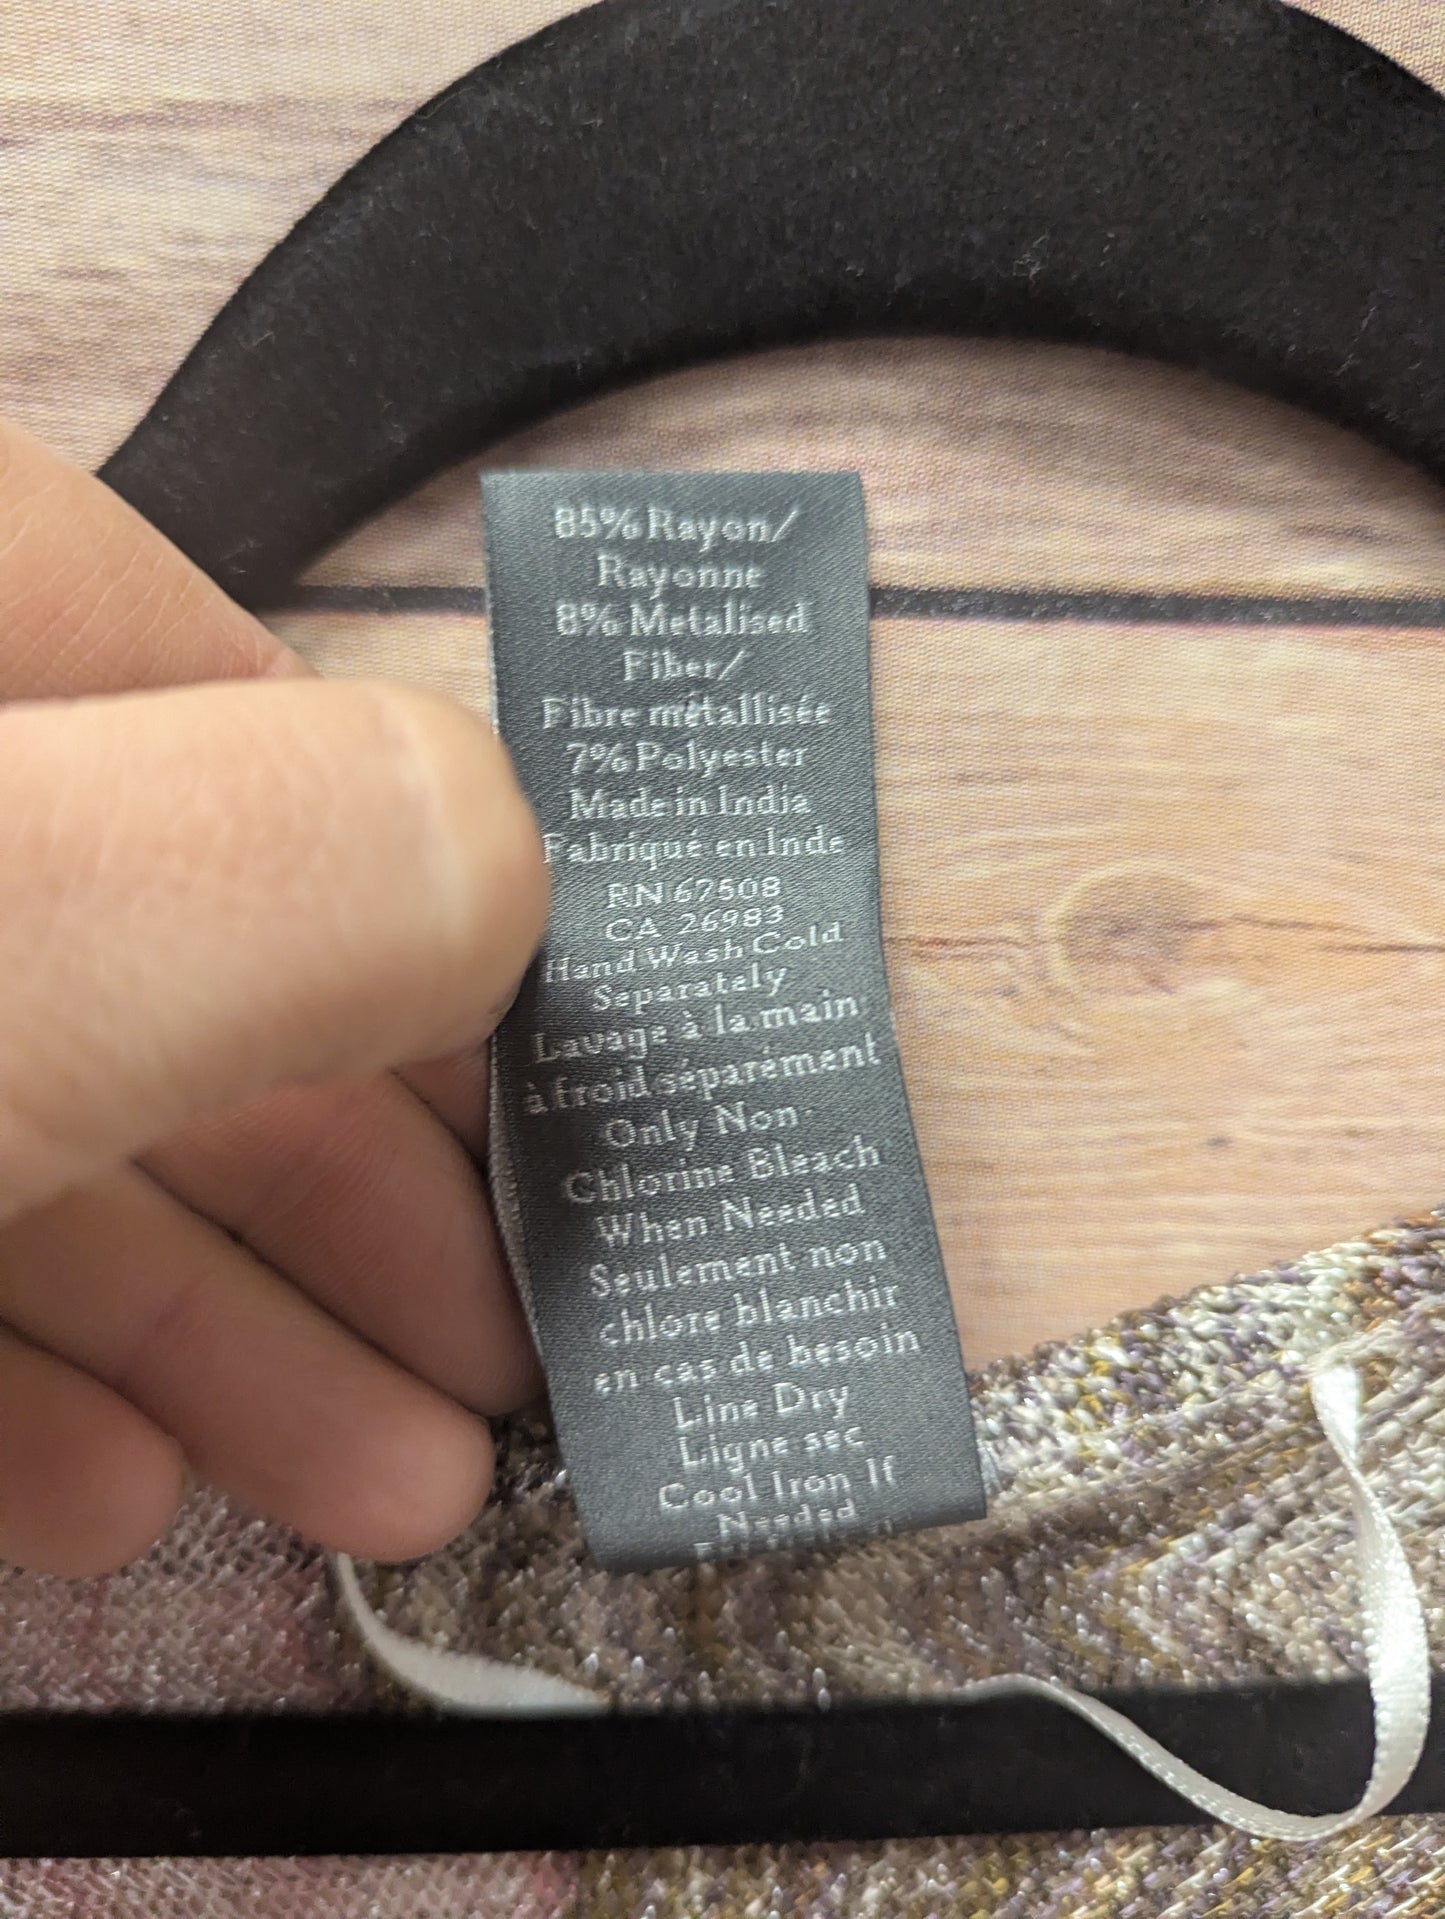 85% Rayon/
Rayonne
8% Metalised
Fiber/
Fibre métallisée
7% Polyester
Made in India
Fabriqué en Inde
RN 67508
CA 26983
Hand Wash Cold
Separately
Lavage à la main
à froid séparément
Only Non-
Chlorine Bleach
When Needed
Seulement non
chlore blanchir
en cas de besoin
Line Dry
Ligne sec
Cool Iron If
Needed